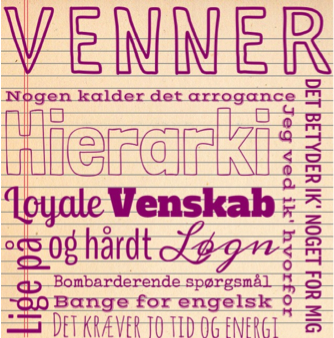 VENNER
Nogen kalder det arrogance
Hierarki
Loyale Venskab
og hårdt Løgn
Lige på
Bombarderende spørgsmål
Bange for engelsk
DET KRÆVER TO TID OG ENERGI
Jeg ved ik' hvorfor
DET BETYDER IK' NOGET FOR MIG